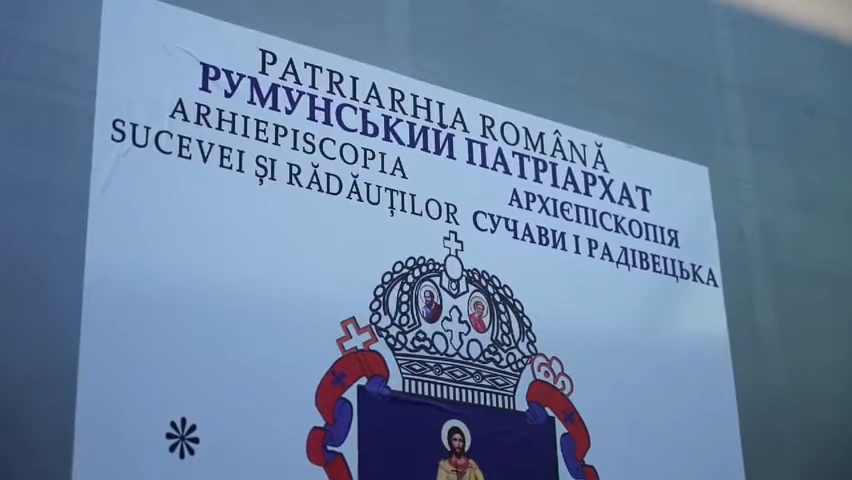 PATRIARHIA ROMÂNĂ
РУМУНСЬКИЙ ПАТРІАРХАТ
ARHIEPISCOPIA
SUCEVEI ȘI RĂDĂUȚILOR
АРХІЄПІСКОПІЯ
СУЧАВИ І РАДІВЕЦЬКА